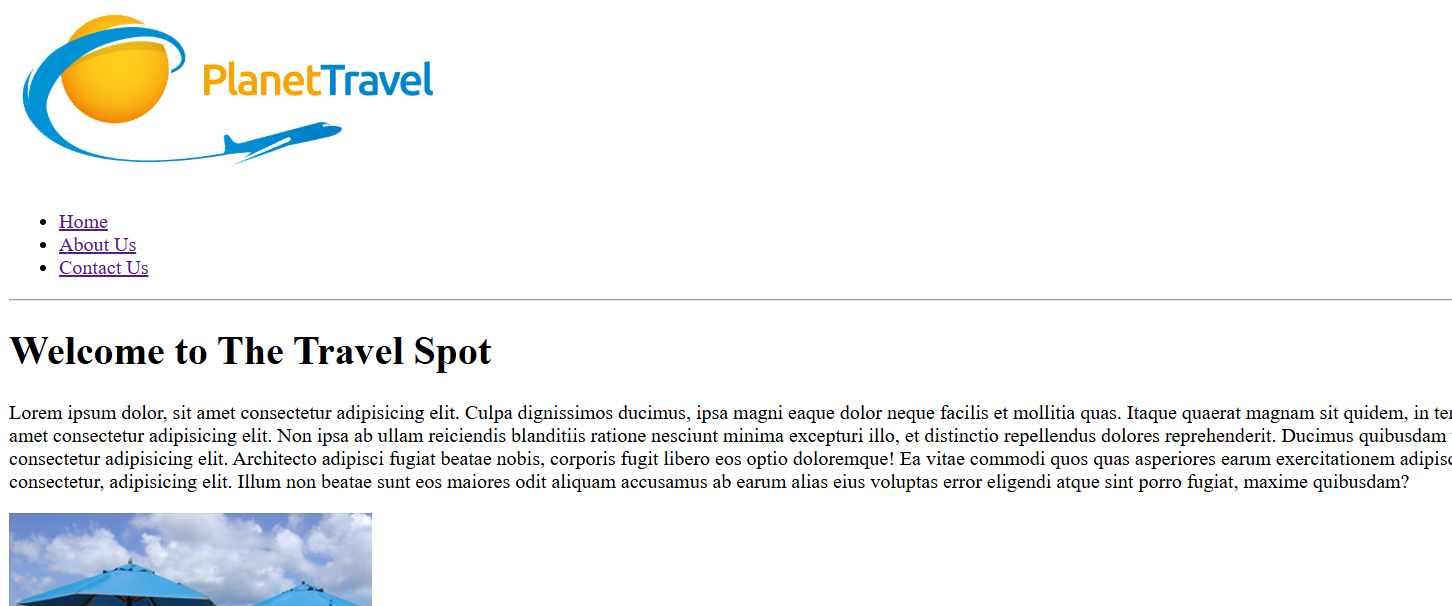 PlanetTravel
Home
About Us
Contact Us
Welcome to The Travel Spot
Lorem ipsum dolor, sit amet consectetur adipisicing elit. Culpa dignissimos ducimus, ipsa magni eaque dolor neque facilis et mollitia quas. Itaque quaerat magnam sit quidem, in
amet consectetur adipisicing elit. Non ipsa ab ullam reiciendis blanditiis ratione nesciunt minima excepturi illo, et distinctio repellendus dolores reprehenderit. Ducimus quibusdam
consectetur adipisicing elit. Architecto adipisci fugiat beatae nobis, corporis fugit libero eos optio doloremque! Ea vitae commodi quos quas asperiores earum exercitationem
consectetur, adipisicing elit. Illum non beatae sunt eos maiores odit aliquam accusamus ab earum alias eius voluptas error eligendi atque sint porro fugiat, maxime quibusdam?